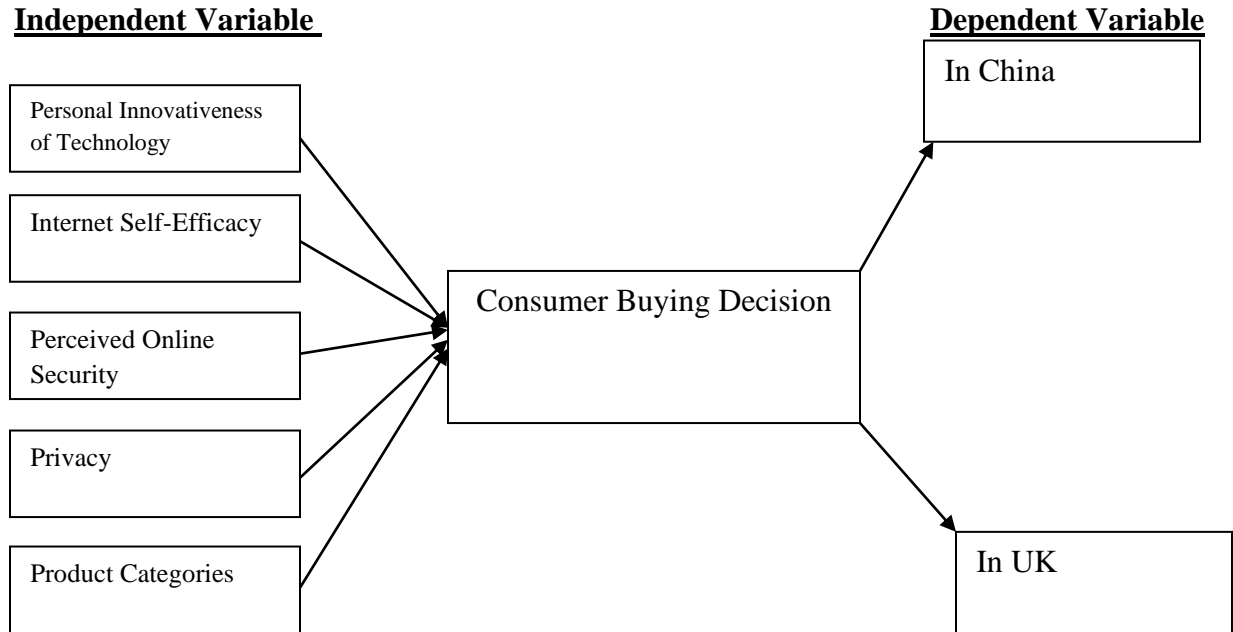 Independent Variable
Dependent Variable
In China
Personal Innovativeness
of Technology
Internet Self-Efficacy
Consumer Buying Decision
Perceived Online
Security
Privacy
Product Categories
In UK